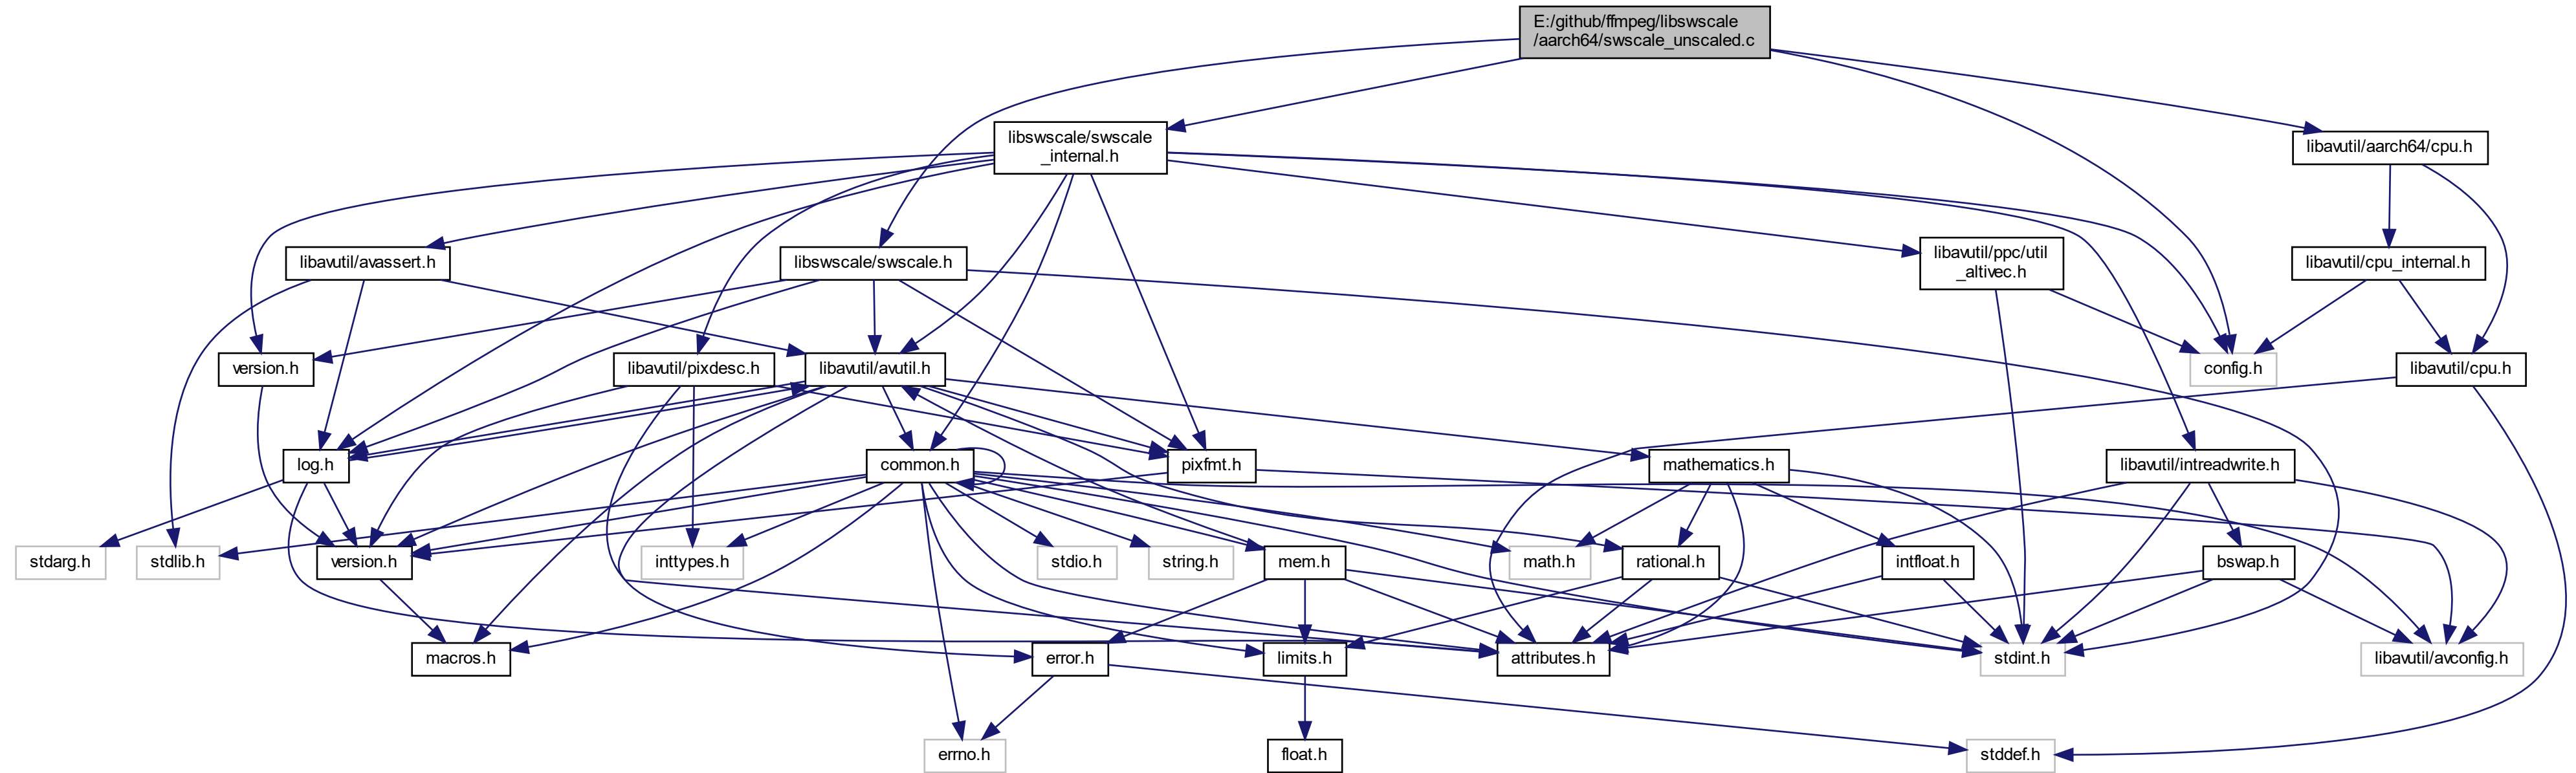 E:/github/ffmpeg/libswscale
/aarch64/swscale_unscaled.c
libswscale/swscale
_internal.h
libavutil/aarch64/cpu.h
libavutil/avassert.h
libswscale/swscale.h
libavutil/ppc/util
_altivec.h
libavutil/cpu_internal.h
version.h
libavutil/pixdesc.h
libavutil/avutil.h
config.h
libavutil/cpu.h
log.h
common.h
pixfmt.h
mathematics.h
libavutil/intreadwrite.h
stdarg.h
stdlib.h
version.h
inttypes.h
stdio.h
string.h
mem.h
math.h
rational.h
intfloat.h
bswap.h
macros.h
error.h
limits.h
attributes.h
stdint.h
libavutil/avconfig.h
errno.h
float.h
stddef.h